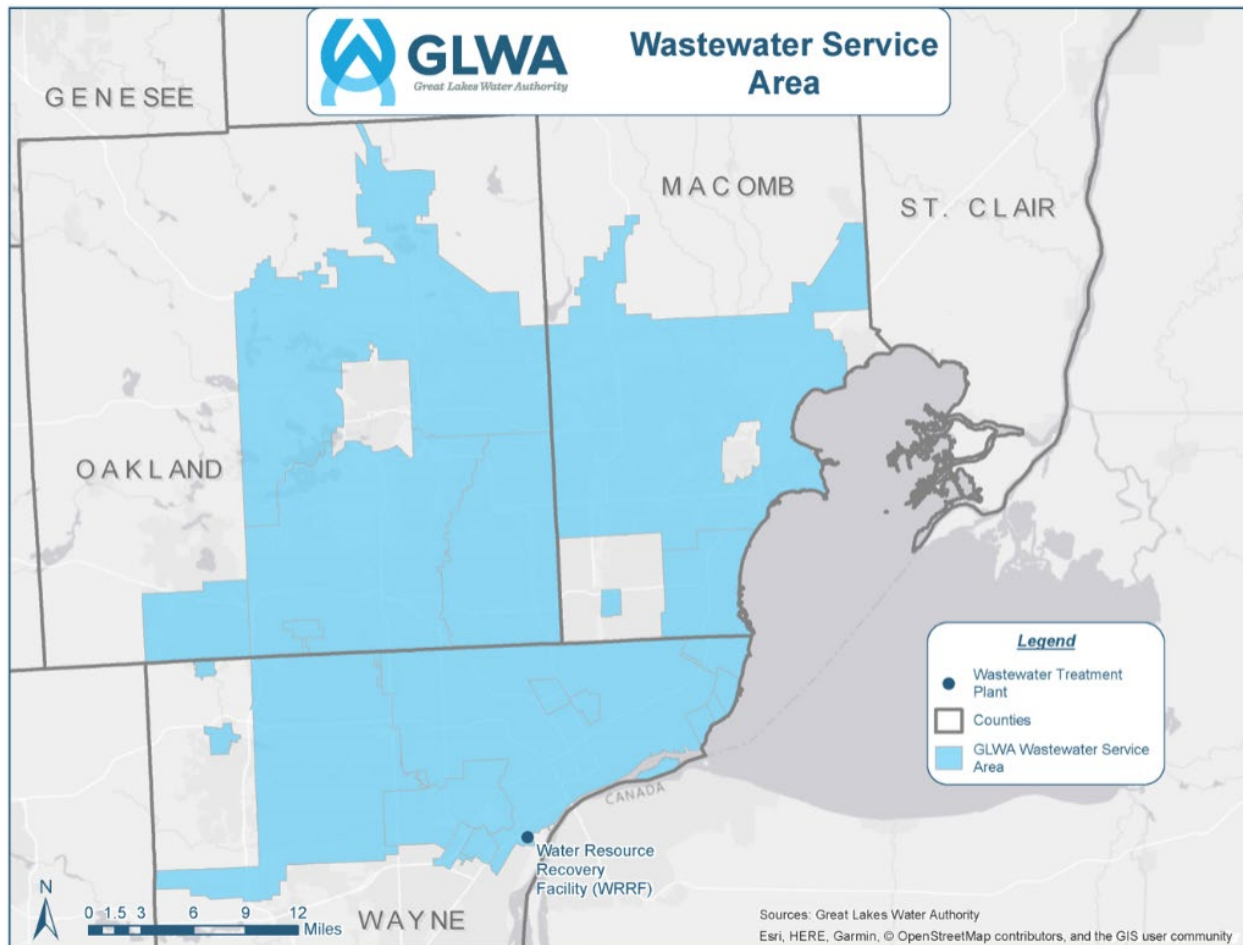 GLWA
Great Lakes Water Authority
Wastewater Service
Area
GENESEE
MACOMB
ST. CLAIR
OAKLAND
Legend
Wastewater Treatment
Plant
Counties
GLWA Wastewater Service
Area
CANADA
Water Resource
Recovery
Facility (WRRF)
WAYNE
N
0 1.5 3 6 9 12
Miles
Sources: Great Lakes Water Authority
Esri, HERE, Garmin, © OpenStreetMap contributors, and the GIS user community